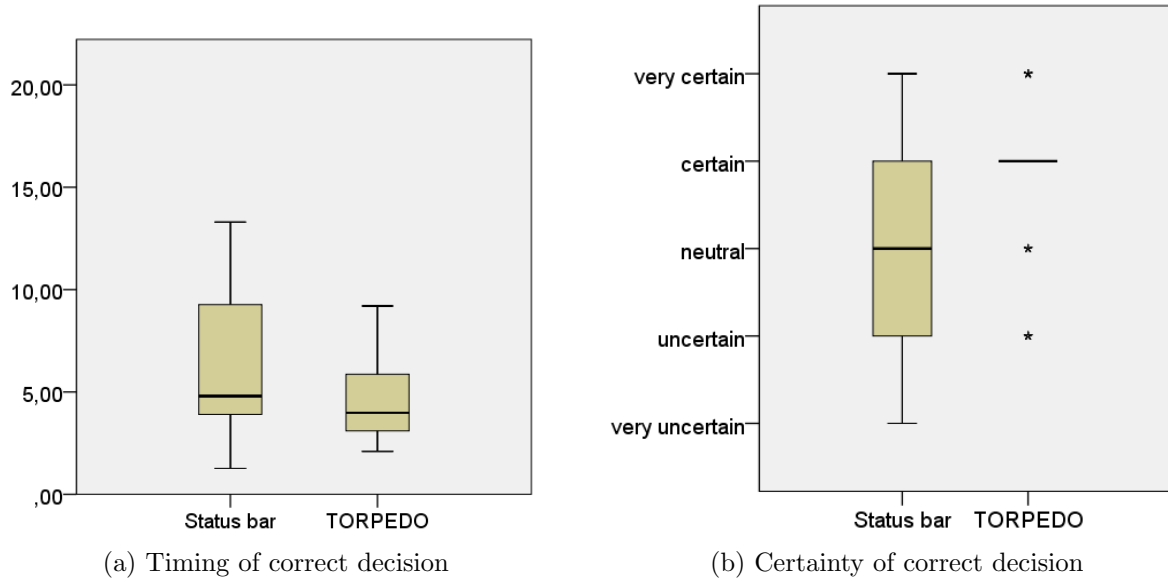 20,00
15,00
10,00
5,00
,00
Status bar TORPEDO
(a) Timing of correct decision
very certain
certain
neutral
uncertain
very uncertain
Status bar TORPEDO
(b) Certainty of correct decision